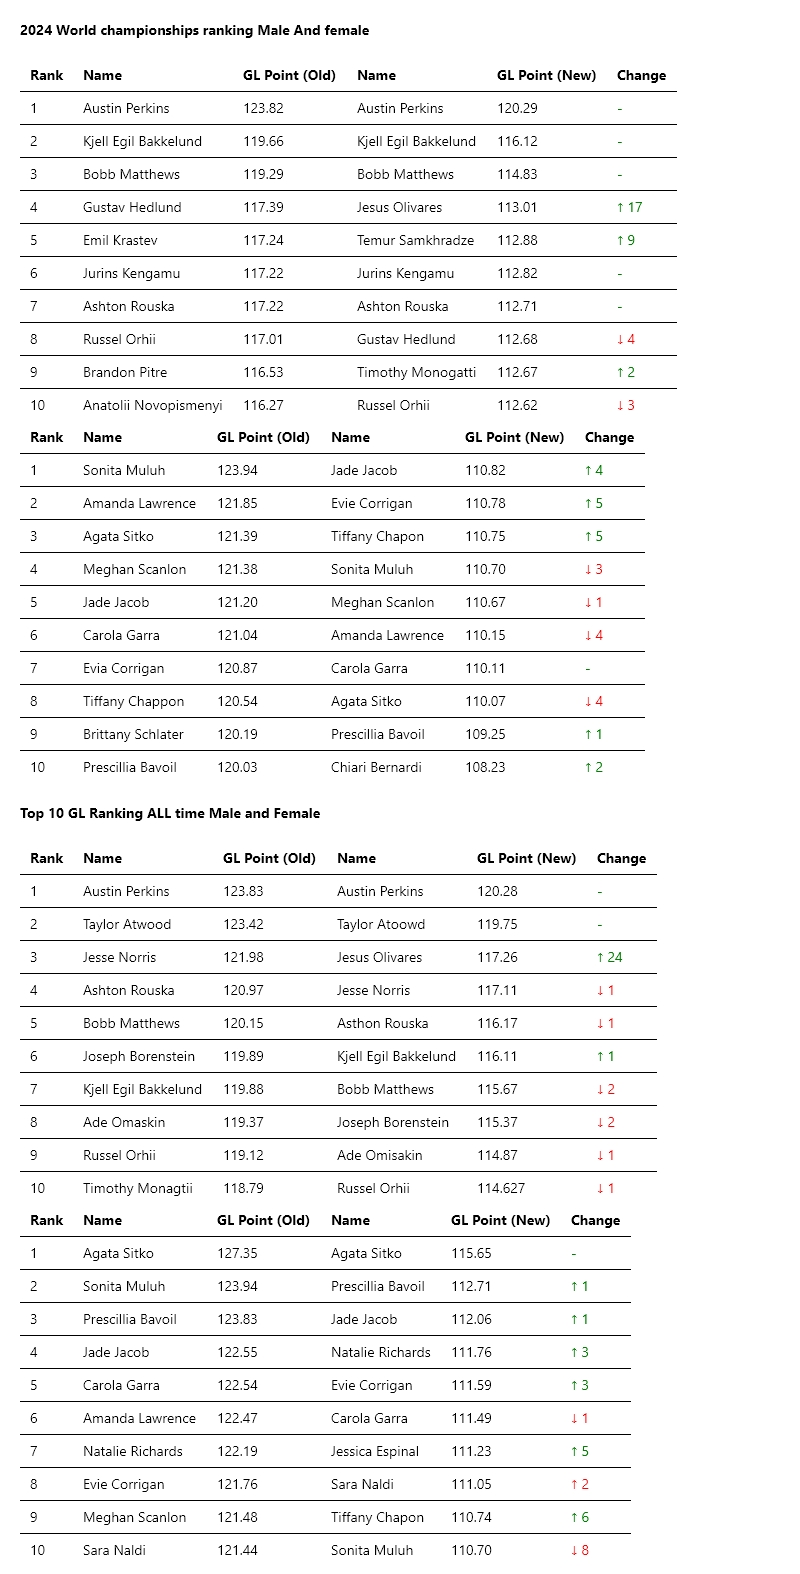 2024 World championships ranking Male And female
Rank Name GL Point (Old) Name GL Point (New) Change
1 Austin Perkins 123.82 Austin Perkins 120.29 -
2 Kjell Egil Bakkelund 119.66 Kjell Egil Bakkelund 116.12 -
3 Bobb Matthews 119.29 Bobb Matthews 114.83 -
4 Gustav Hedlund 117.39 Jesus Olivares 113.01 ↑ 17
5 Emil Krastev 117.24 Temur Samkhradze 112.88 ↑ 9
6 Jurins Kengamu 117.22 Jurins Kengamu 112.82 -
7 Ashton Rouska 117.22 Ashton Rouska 112.71 -
8 Russel Orhii 117.01 Gustav Hedlund 112.68 ↓ 4
9 Brandon Pitre 116.53 Timothy Monogatti 112.67 ↑ 2
10 Anatolii Novopismenyi 116.27 Russel Orhii 112.62 ↓ 3
Rank Name GL Point (Old) Name GL Point (New) Change
1 Sonita Muluh 123.94 Jade Jacob 110.82 ↑ 4
2 Amanda Lawrence 121.85 Evie Corrigan 110.78 ↑ 5
3 Agata Sitko 121.39 Tiffany Chapon 110.75 ↑ 5
4 Meghan Scanlon 121.38 Sonita Muluh 110.70 ↓ 3
5 Jade Jacob 121.20 Meghan Scanlon 110.67 ↓ 1
6 Carola Garra 121.04 Amanda Lawrence 110.15 ↓ 4
7 Evia Corrigan 120.87 Carola Garra 110.11 -
8 Tiffany Chappon 120.54 Agata Sitko 110.07 ↓ 4
9 Brittany Schlater 120.19 Prescillia Bavoil 109.25 ↑ 1
10 Prescillia Bavoil 120.03 Chiari Bernardi 108.23 ↑ 2
Top 10 GL Ranking ALL time Male and Female
Rank Name GL Point (Old) Name GL Point (New) Change
1 Austin Perkins 123.83 Austin Perkins 120.28 -
2 Taylor Atwood 123.42 Taylor Atoowd 119.75 -
3 Jesse Norris 121.98 Jesus Olivares 117.26 ↑ 24
4 Ashton Rouska 120.97 Jesse Norris 117.11 ↓ 1
5 Bobb Matthews 120.15 Asthon Rouska 116.17 ↓ 1
6 Joseph Borenstein 119.89 Kjell Egil Bakkelund 116.11 ↑ 1
7 Kjell Egil Bakkelund 119.88 Bobb Matthews 115.67 ↓ 2
8 Ade Omaskin 119.37 Joseph Borenstein 115.37 ↓ 2
9 Russel Orhii 119.12 Ade Omisakin 114.87 ↓ 1
10 Timothy Monagtii 118.79 Russel Orhii 114.627 ↓ 1
Rank Name GL Point (Old) Name GL Point (New) Change
1 Agata Sitko 127.35 Agata Sitko 115.65 -
2 Sonita Muluh 123.94 Prescillia Bavoil 112.71 ↑ 1
3 Prescillia Bavoil 123.83 Jade Jacob 112.06 ↑ 1
4 Jade Jacob 122.55 Natalie Richards 111.76 ↑ 3
5 Carola Garra 122.54 Evie Corrigan 111.59 ↑ 3
6 Amanda Lawrence 122.47 Carola Garra 111.49 ↓ 1
7 Natalie Richards 122.19 Jessica Espinal 111.23 ↑ 5
8 Evie Corrigan 121.76 Sara Naldi 111.05 ↑ 2
9 Meghan Scanlon 121.48 Tiffany Chapon 110.74 ↑ 6
10 Sara Naldi 121.44 Sonita Muluh 110.70 ↓ 8